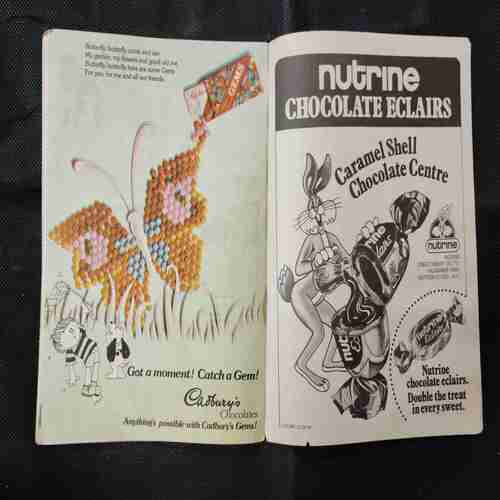 Butterfly, butterfly come and see
My garden, my flowers and good old me.
Butterfly butterfly here are some Gems
For you, for me and all our friends.
GEMS
Got a moment! Catch a Gem!
Cadbury's
Chocolates
Anything's possible with Cadbury's Gems!
nutrine
CHOCOLATE ECLAIRS
Caramel Shell
Chocolate Centre
nutrine
nutrine
Nutrine
chocolate eclairs.
Double the treat
in every sweet.